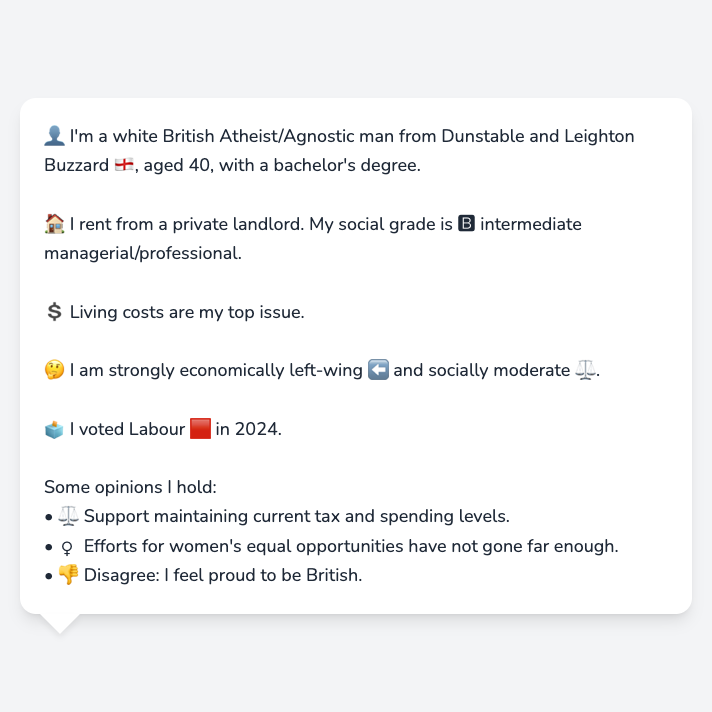 👤 I'm a white British Atheist/Agnostic man from Dunstable and Leighton
Buzzard 🏴󠁧󠁢󠁥󠁮󠁧󠁿, aged 40, with a bachelor's degree.
🏠 I rent from a private landlord. My social grade is 🅱 intermediate
managerial/professional.
💲 Living costs are my top issue.
🤔 I am strongly economically left-wing ⬅️ and socially moderate ⚖️.
🗳️ I voted Labour 🟥 in 2024.
Some opinions I hold:
• ⚖️ Support maintaining current tax and spending levels.
• ♀ Efforts for women's equal opportunities have not gone far enough.
• 👎 Disagree: I feel proud to be British.